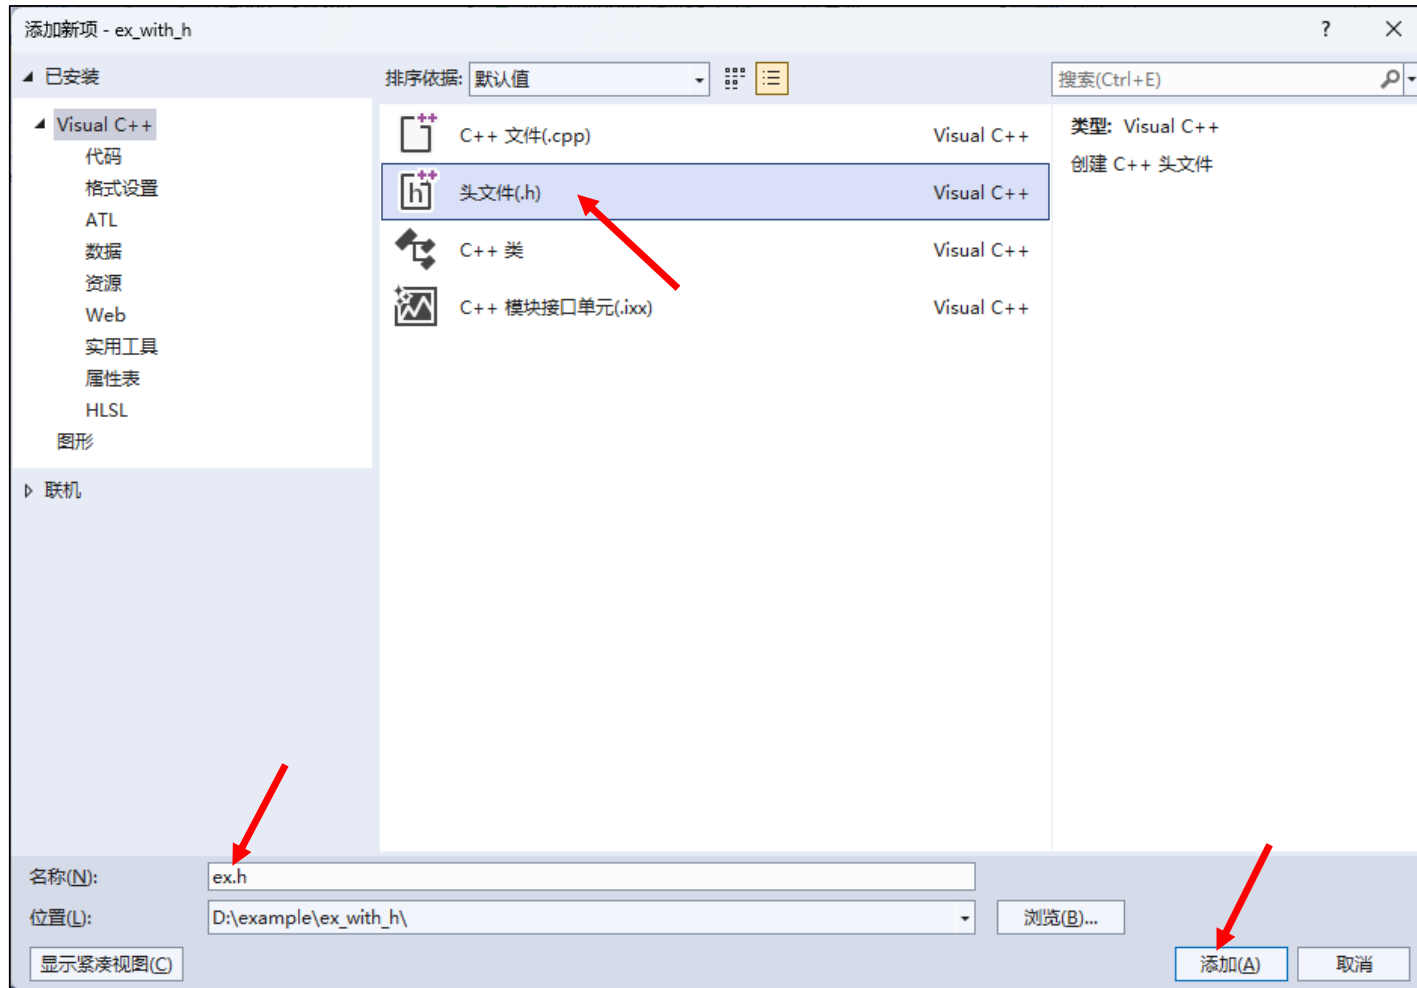 添加新项 - ex_with_h
?
已安装
排序依据: 默认值
搜索(Ctrl+E)
Visual C++
代码
格式设置
ATL
数据
资源
Web
实用工具
属性表
HLSL
图形
联机
C++ 文件(.cpp) Visual C++
头文件(.h) Visual C++
C++ 类 Visual C++
C++ 模块接口单元(.ixx) Visual C++
类型: Visual C++
创建 C++ 头文件
名称(N): ex.h
位置(L): D:\example\ex_with_h\ 浏览(B)...
显示紧凑视图(C) 添加(A) 取消